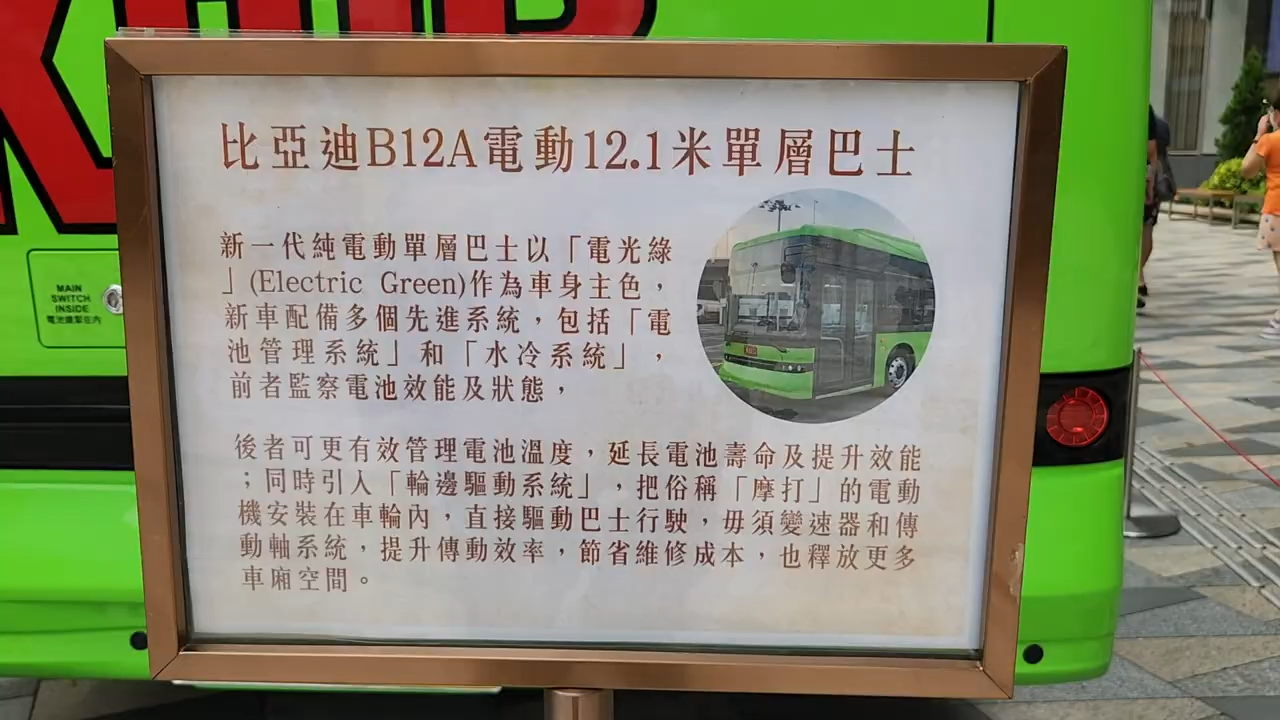 比亞迪B12A電動12.1米單層巴士
新一代純電動單層巴士以「電光綠
」(Electric Green)作為車身主色，
新車配備多個先進系統，包括「電
池管理系統」和「水冷系統」，
前者監察電池效能及狀態，
後者可更有效管理電池溫度，延長電池壽命及提升效能
；同時引入「輪邊驅動系統」，把俗稱「摩打」的電動
機安裝在車輪內，直接驅動巴士行駛，毋須變速器和傳
動軸系統，提升傳動效率，節省維修成本，也釋放更多
車廂空間。
MAIN
SWITCH
INSIDE